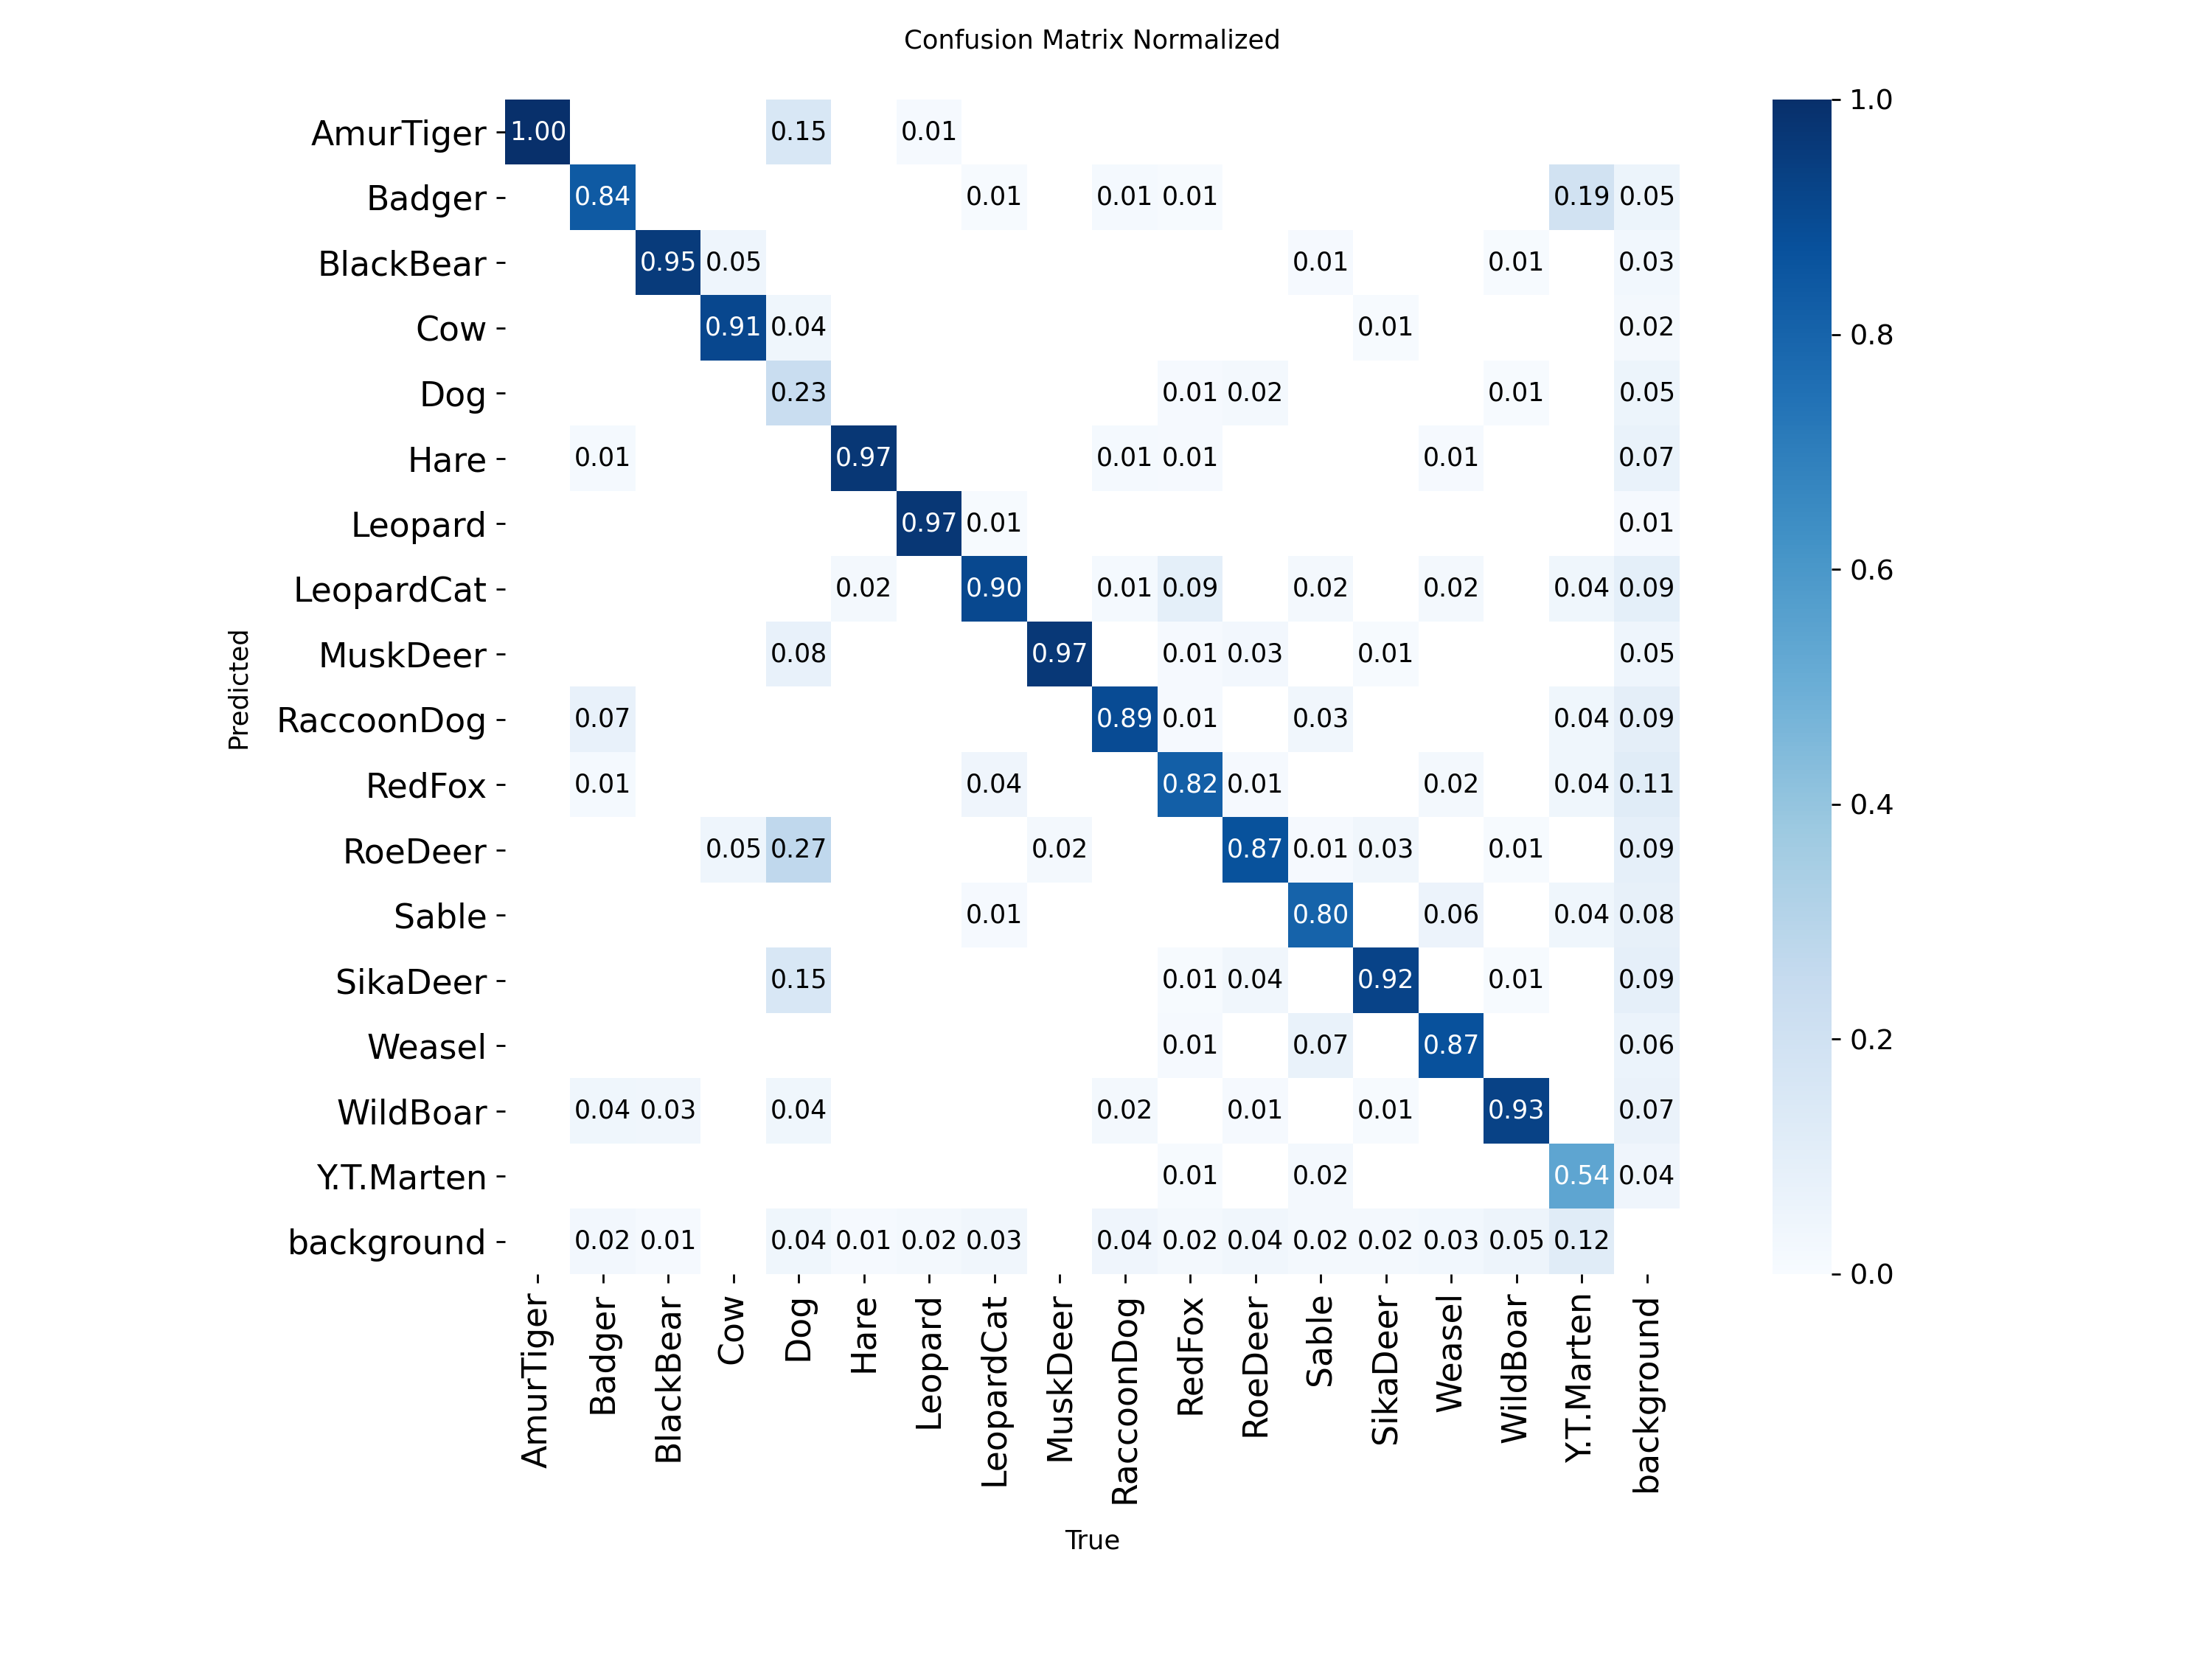 Confusion Matrix Normalized
AmurTiger 1.00 0.15 0.01
Badger 0.84 0.01 0.01 0.01 0.19 0.05
BlackBear 0.95 0.05 0.01 0.01 0.03
Cow 0.91 0.04 0.01 0.02
Dog 0.23 0.01 0.02 0.01 0.05
Hare 0.01 0.97 0.01 0.01 0.01 0.07
Leopard 0.97 0.01 0.01
LeopardCat 0.02 0.90 0.01 0.09 0.02 0.02 0.04 0.09
MuskDeer 0.08 0.97 0.01 0.03 0.01 0.05
RaccoonDog 0.07 0.89 0.01 0.03 0.04 0.09
RedFox 0.01 0.04 0.82 0.01 0.02 0.04 0.11
RoeDeer 0.05 0.27 0.02 0.87 0.01 0.03 0.01 0.09
Sable 0.01 0.80 0.06 0.04 0.08
SikaDeer 0.15 0.01 0.04 0.92 0.01 0.09
Weasel 0.01 0.07 0.87 0.06
WildBoar 0.04 0.03 0.04 0.02 0.01 0.01 0.93 0.07
Y.T.Marten 0.01 0.02 0.54 0.04
background 0.02 0.01 0.04 0.01 0.02 0.03 0.04 0.02 0.04 0.02 0.02 0.03 0.05 0.12
Predicted
AmurTiger
Badger
BlackBear
Cow
Dog
Hare
Leopard
LeopardCat
MuskDeer
RaccoonDog
RedFox
RoeDeer
Sable
SikaDeer
Weasel
WildBoar
Y.T.Marten
background
True
1.0
0.8
0.6
0.4
0.2
0.0